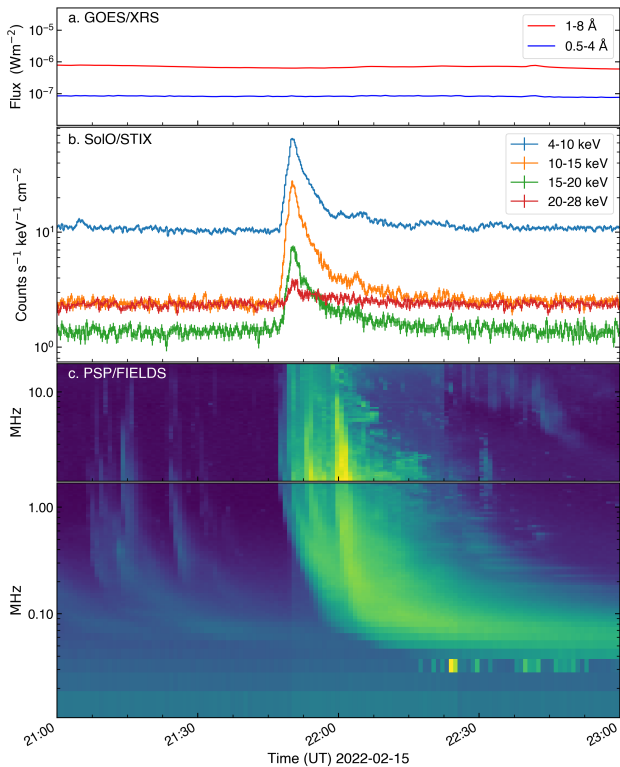 a. GOES/XRS
1-8 Å
0.5-4 Å
10⁻⁵
10⁻⁶
10⁻⁷
Flux (Wm⁻²)
b. SolO/STIX
4-10 keV
10-15 keV
15-20 keV
20-28 keV
10¹
10⁰
Counts s⁻¹ keV⁻¹ cm⁻²
c. PSP/FIELDS
10.0
MHz
1.00
0.10
MHz
21:00
21:30
22:00
22:30
23:00
Time (UT) 2022-02-15